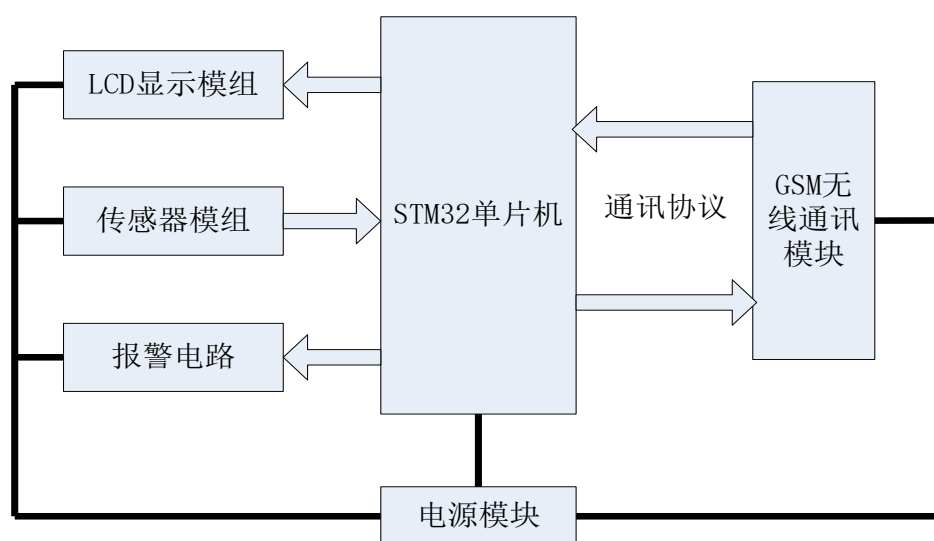 LCD显示模组
传感器模组
报警电路
STM32单片机
通讯协议
GSM无
线通讯
模块
电源模块